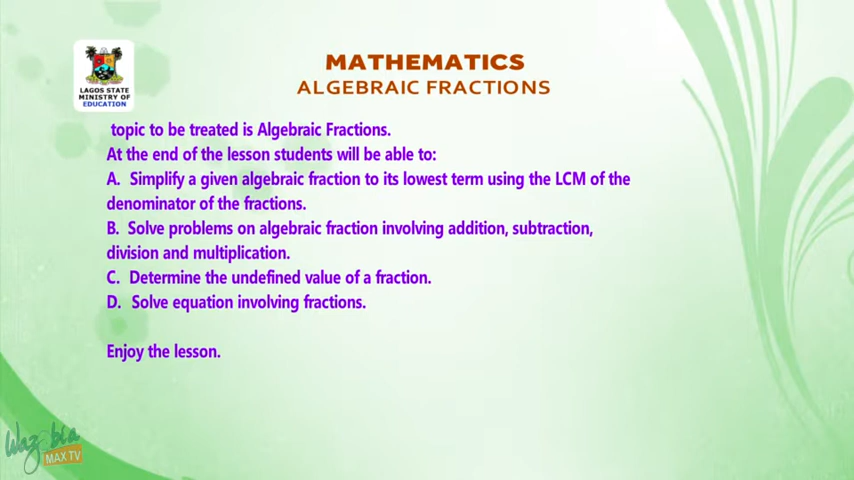 LAGOS STATE
MINISTRY OF
EDUCATION
MATHEMATICS
ALGEBRAIC FRACTIONS
topic to be treated is Algebraic Fractions.
At the end of the lesson students will be able to:
A. Simplify a given algebraic fraction to its lowest term using the LCM of the
denominator of the fractions.
B. Solve problems on algebraic fraction involving addition, subtraction,
division and multiplication.
C. Determine the undefined value of a fraction.
D. Solve equation involving fractions.
Enjoy the lesson.
Wazobia
MAX TV